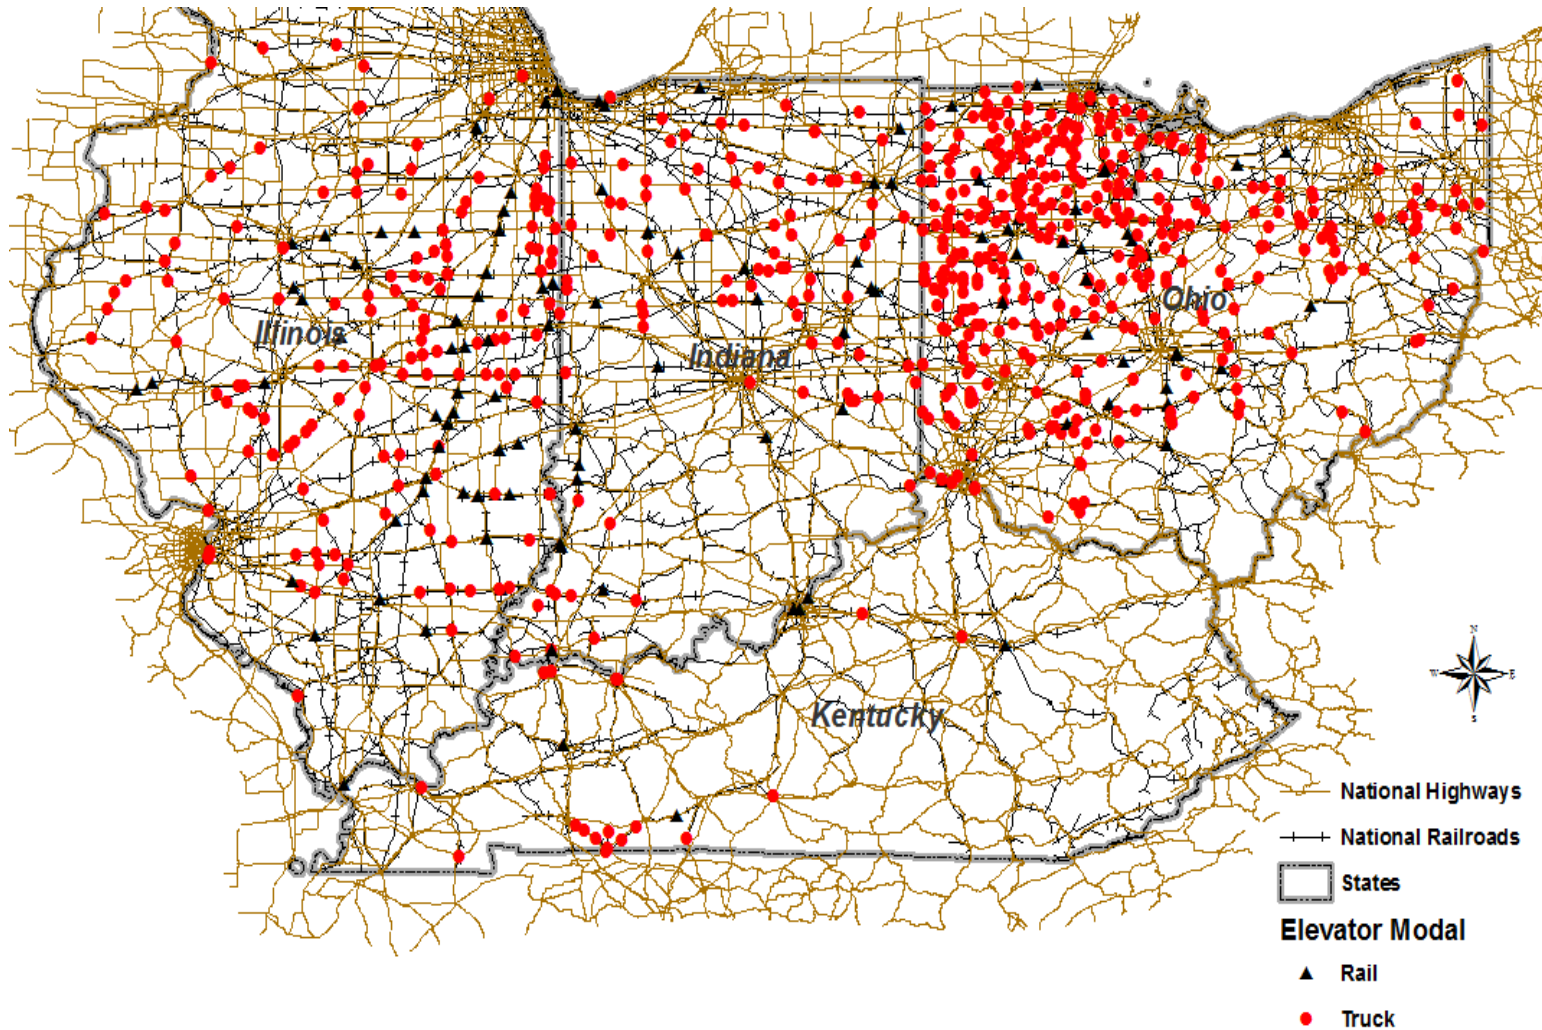 Illinois
Indiana
Ohio
Kentucky
N
W
E
S
National Highways
National Railroads
States
Elevator Modal
Rail
Truck